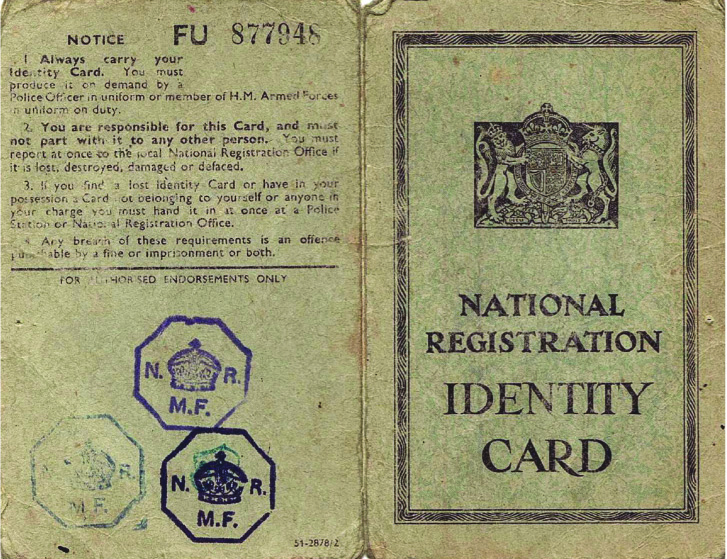 NOTICE FU 877948
1 Always carry your
Identity Card. You must
produce it on demand by a
Police Officer in uniform or member of H.M. Armed Forces
in uniform on duty.
2. You are responsible for this Card, and must
not part with it to any other person. You must
report at once to the local National Registration Office if
it is lost, destroyed, damaged or defaced.
3. If you find a lost Identity Card or have in your
possession a Card not belonging to yourself or anyone in
your charge you must hand it in at once at a Police
Station or National Registration Office.
4. Any breach of these requirements is an offence
punishable by a fine or imprisonment or both.
FOR AUTHORISED ENDORSEMENTS ONLY
N. R.
M.F.
N. R.
M.F.
N. R.
M.F.
51-2878/2
NATIONAL
REGISTRATION
IDENTITY
CARD